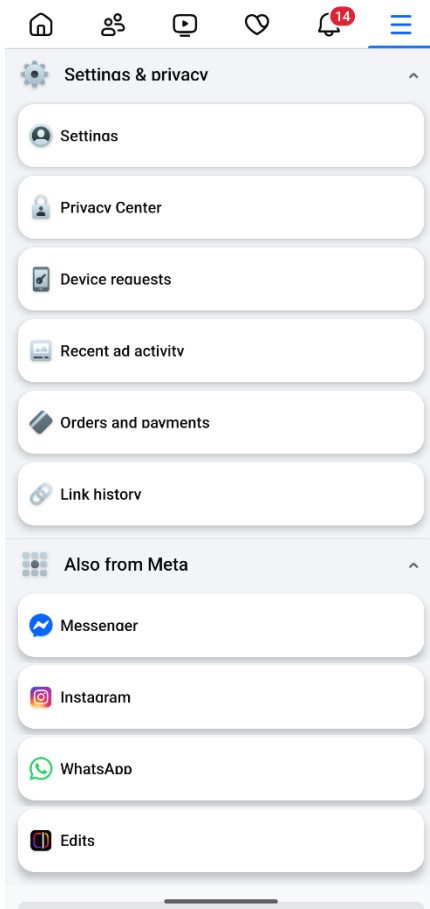 14
Settings & privacy
Settings
Privacy Center
Device requests
Recent ad activity
Orders and payments
Link history
Also from Meta
Messenger
Instagram
WhatsApp
Edits